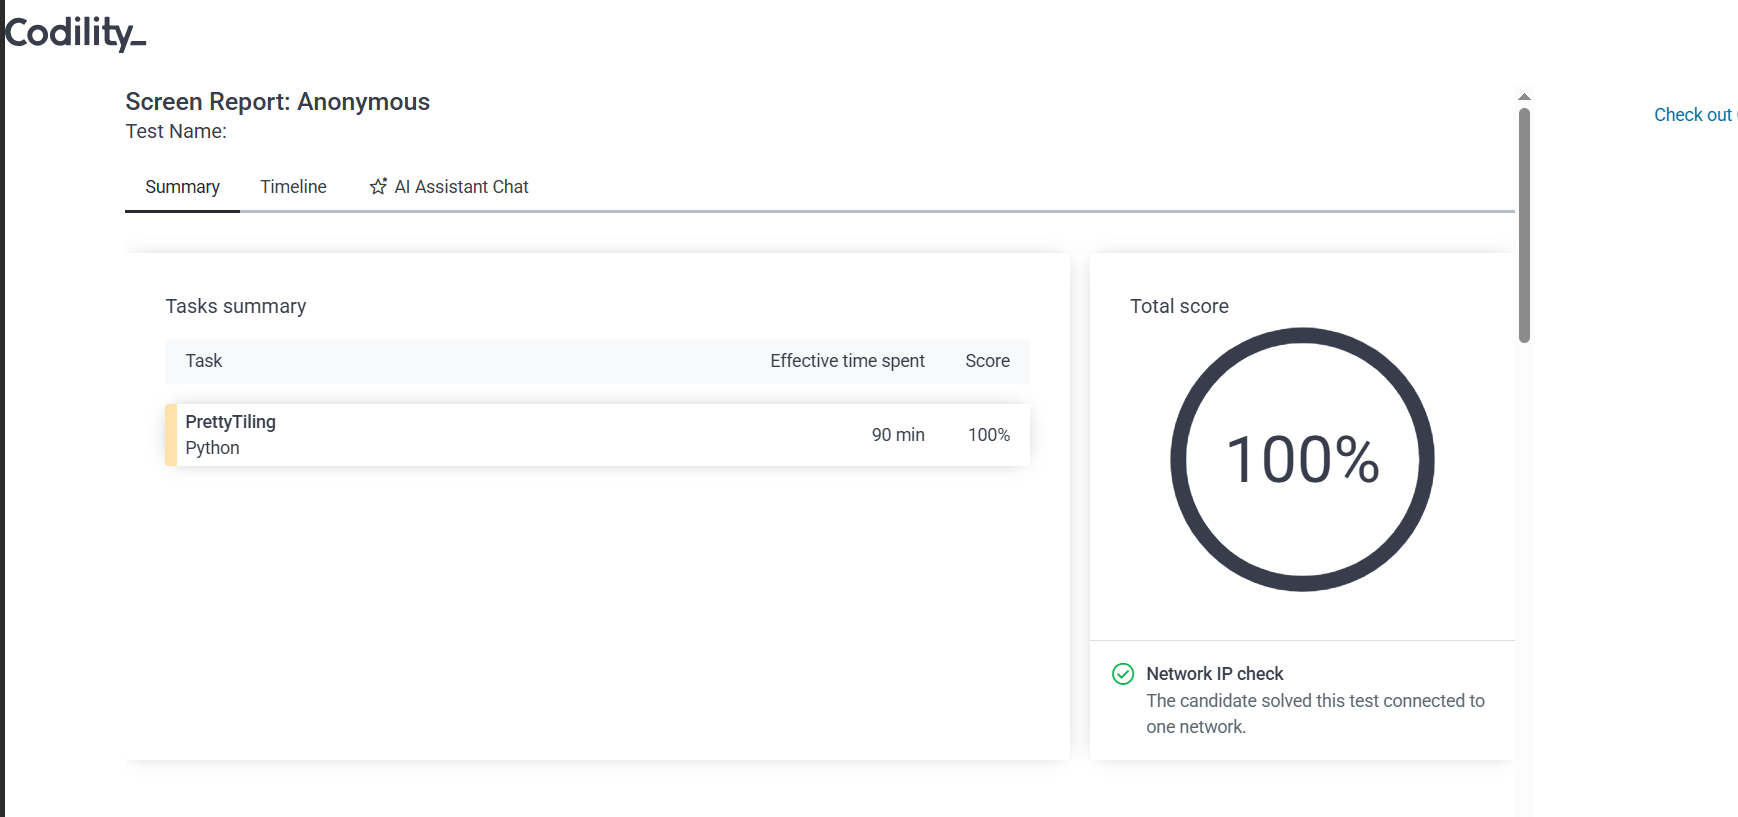 Codility_
Screen Report: Anonymous
Test Name:
Check out
Summary
Timeline
AI Assistant Chat
Tasks summary
Task Effective time spent Score
PrettyTiling
Python
90 min 100%
Total score
100%
Network IP check
The candidate solved this test connected to
one network.